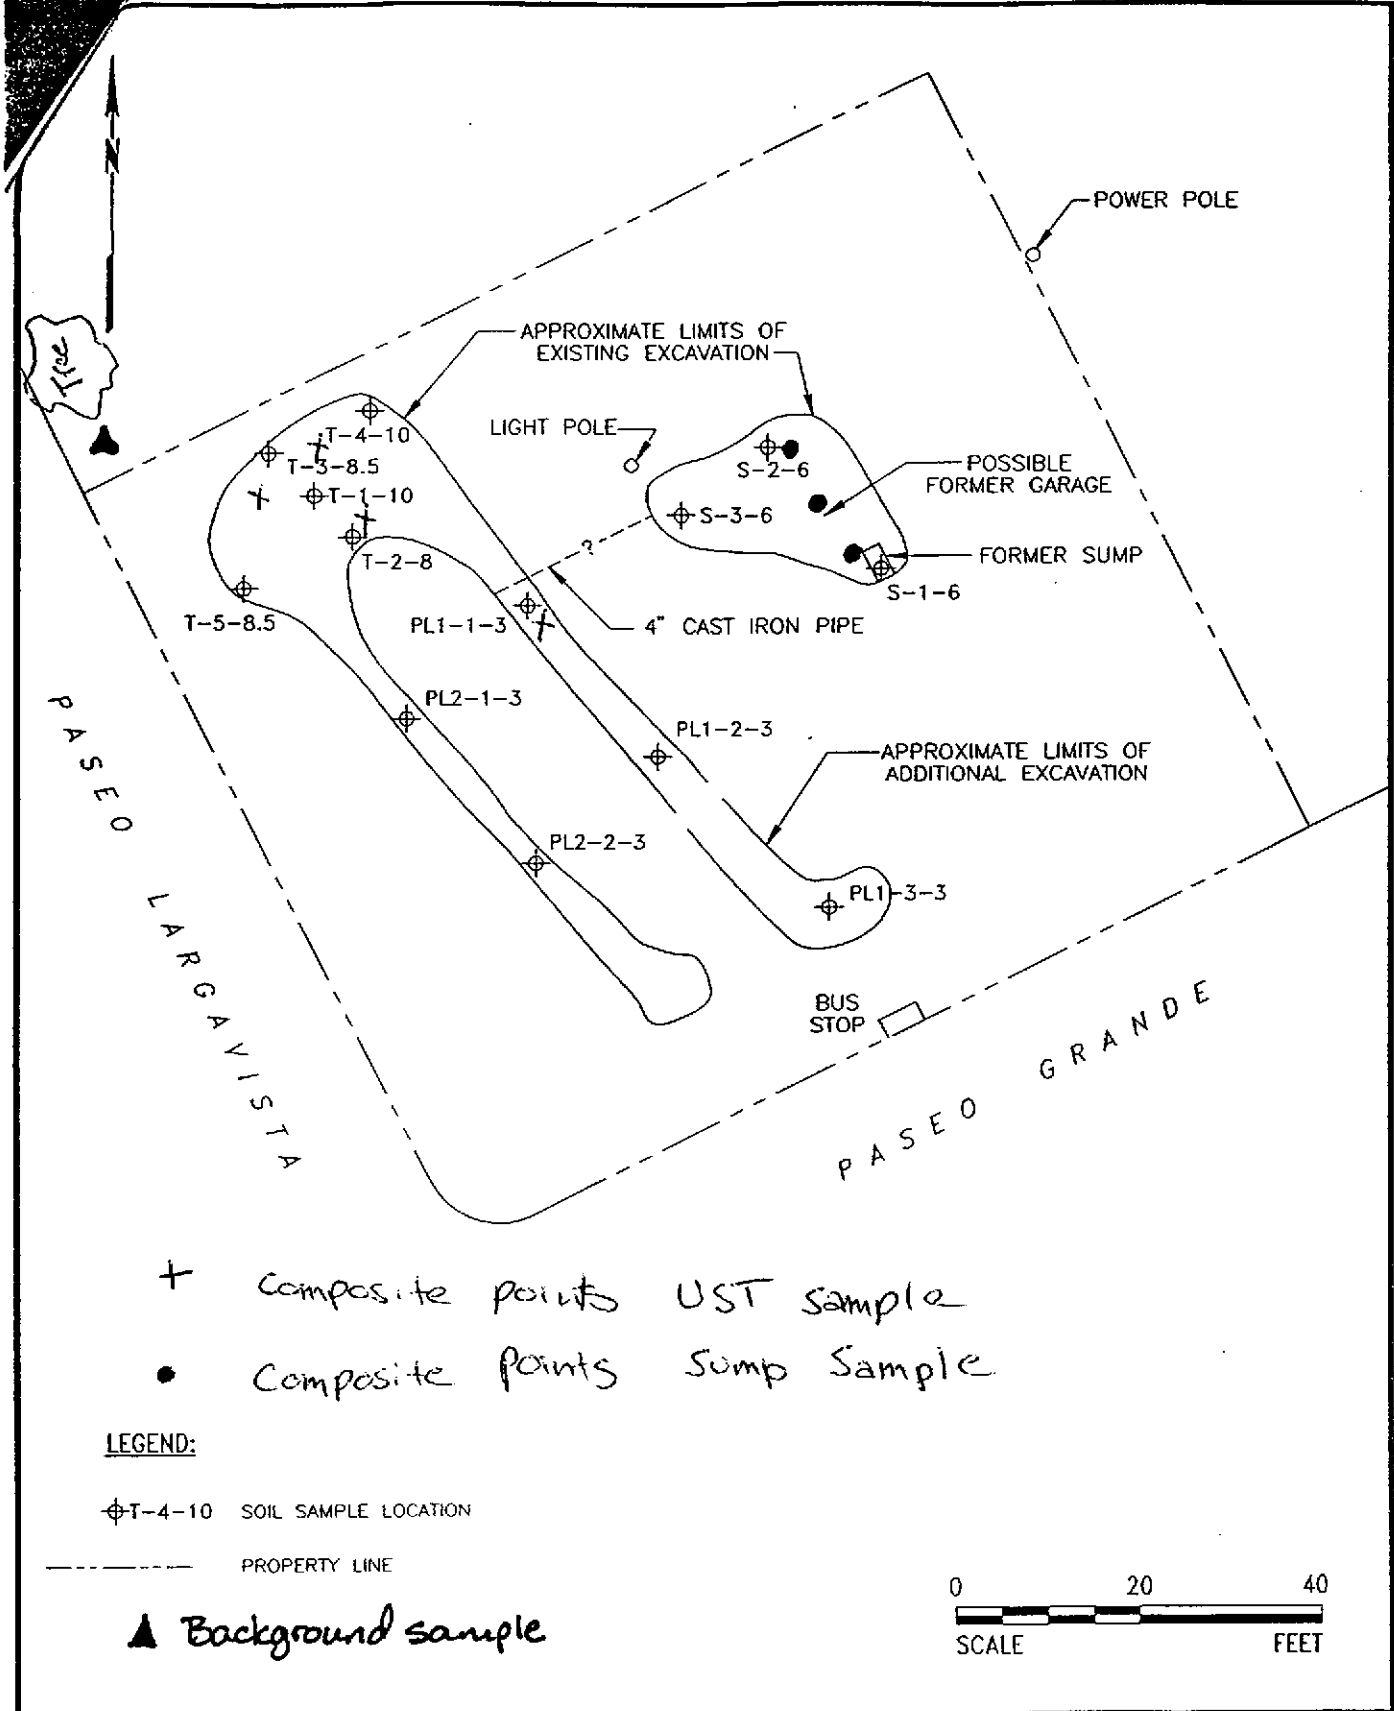 N
POWER POLE
Tree
APPROXIMATE LIMITS OF
EXISTING EXCAVATION
LIGHT POLE
T-4-10
T-3-8.5
T-1-10
S-2-6
POSSIBLE
FORMER GARAGE
S-3-6
?
FORMER SUMP
T-2-8
S-1-6
T-5-8.5
PL1-1-3
4" CAST IRON PIPE
PL2-1-3
PL1-2-3
APPROXIMATE LIMITS OF
ADDITIONAL EXCAVATION
PL2-2-3
PL1-3-3
PASEO LARGAVISTA
BUS
STOP
PASEO GRANDE
+ Composite points UST Sample
● Composite Points Sump Sample
LEGEND:
T-4-10 SOIL SAMPLE LOCATION
PROPERTY LINE
▲ Background sample
0 20 40
SCALE FEET